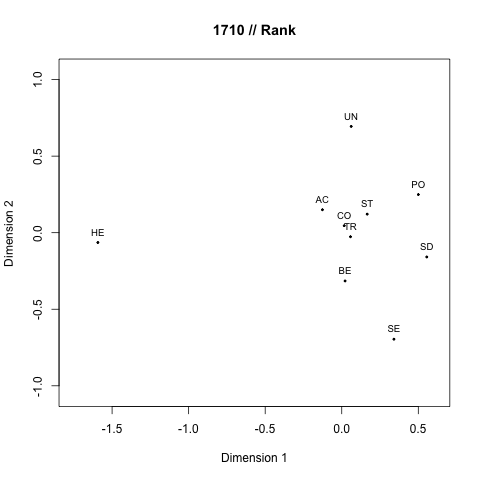 1710 // Rank
1.0
0.5
0.0
-0.5
-1.0
Dimension 2
UN
PO
AC
ST
CO
TR
HE
SD
BE
SE
-1.5 -1.0 -0.5 0.0 0.5
Dimension 1